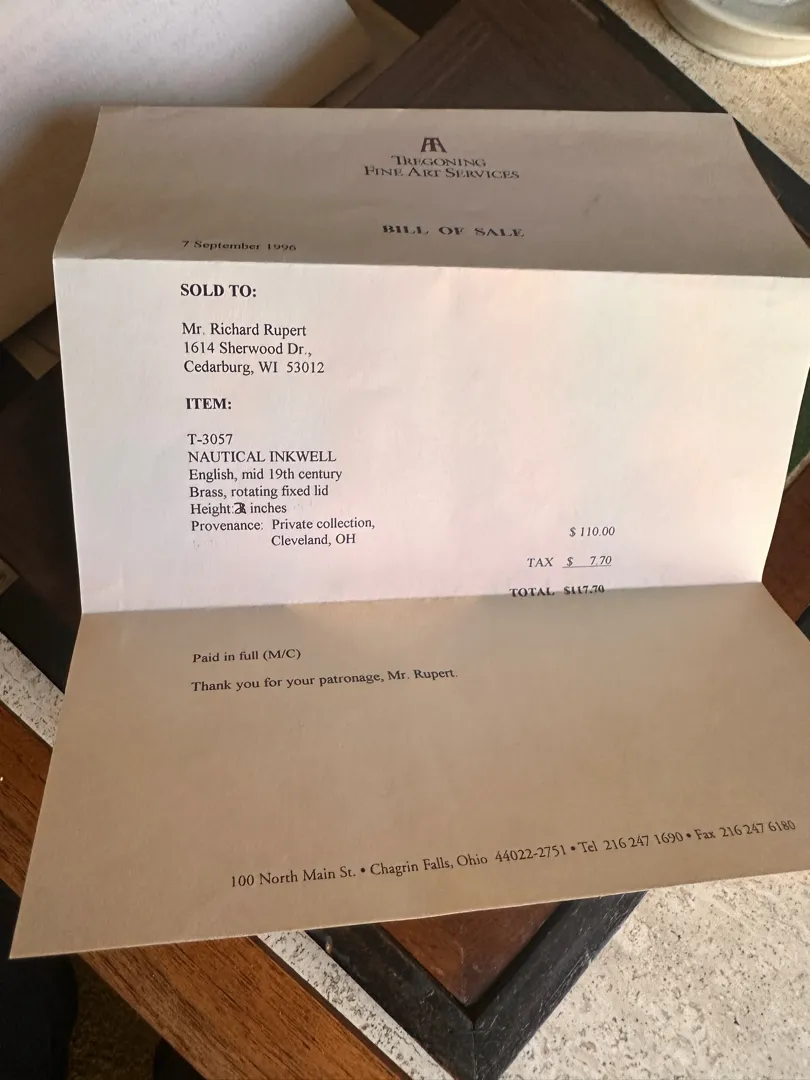 TREGONING
FINE ART SERVICES
BILL OF SALE
7 September 1996
SOLD TO:
Mr. Richard Rupert
1614 Sherwood Dr.,
Cedarburg, WI 53012
ITEM:
T-3057
NAUTICAL INKWELL
English, mid 19th century
Brass, rotating fixed lid
Height: inches
Provenance: Private collection,
Cleveland, OH
$ 110.00
TAX $ 7.70
TOTAL $117.70
Paid in full (M/C)
Thank you for your patronage, Mr. Rupert.
100 North Main St. • Chagrin Falls, Ohio 44022-2751 • Tel 216 247 1690 • Fax 216 247 6180